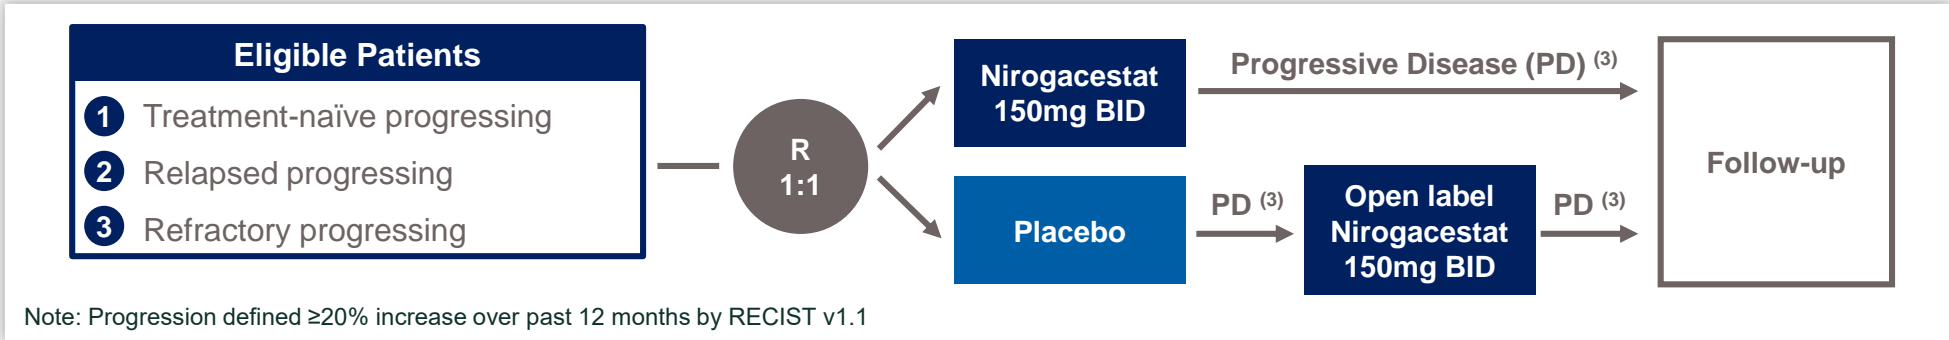 Eligible Patients
1 Treatment-naïve progressing
2 Relapsed progressing
3 Refractory progressing
R
1:1
Nirogacestat
150mg BID
Progressive Disease (PD) (3)
Placebo
PD (3)
Open label
Nirogacestat
150mg BID
PD (3)
Follow-up
Note: Progression defined ≥20% increase over past 12 months by RECIST v1.1